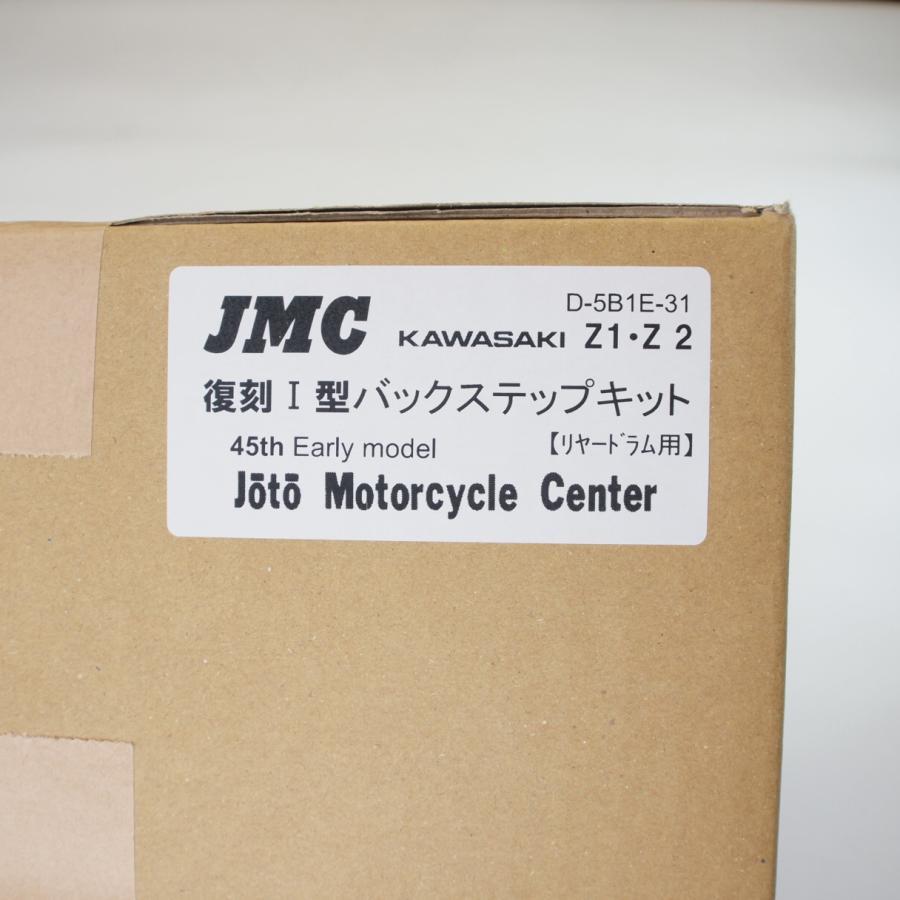 JMC D-5B1E-31
KAWASAKI Z1・Z 2
復刻Ⅰ型バックステップキット
45th Early model 【リヤードラム用】
Jōtō Motorcycle Center